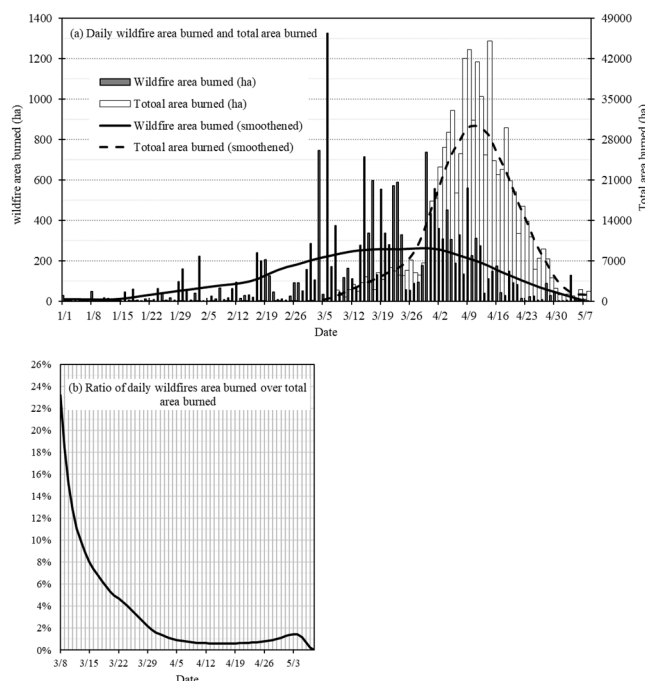 (a) Daily wildfire area burned and total area burned
Wildfire area burned (ha)
Totoal area burned (ha)
Wildfire area burned (smoothened)
Totoal area burned (smoothened)
wildfire area burned (ha)
1400
1200
1000
800
600
400
200
0
Total area burned (ha)
49000
42000
35000
28000
21000
14000
7000
0
1/1 1/8 1/15 1/22 1/29 2/5 2/12 2/19 2/26 3/5 3/12 3/19 3/26 4/2 4/9 4/16 4/23 4/30 5/7
Date
(b) Ratio of daily wildfires area burned over total
area burned
26%
24%
22%
20%
18%
16%
14%
12%
10%
8%
6%
4%
2%
0%
3/8 3/15 3/22 3/29 4/5 4/12 4/19 4/26 5/3
Date